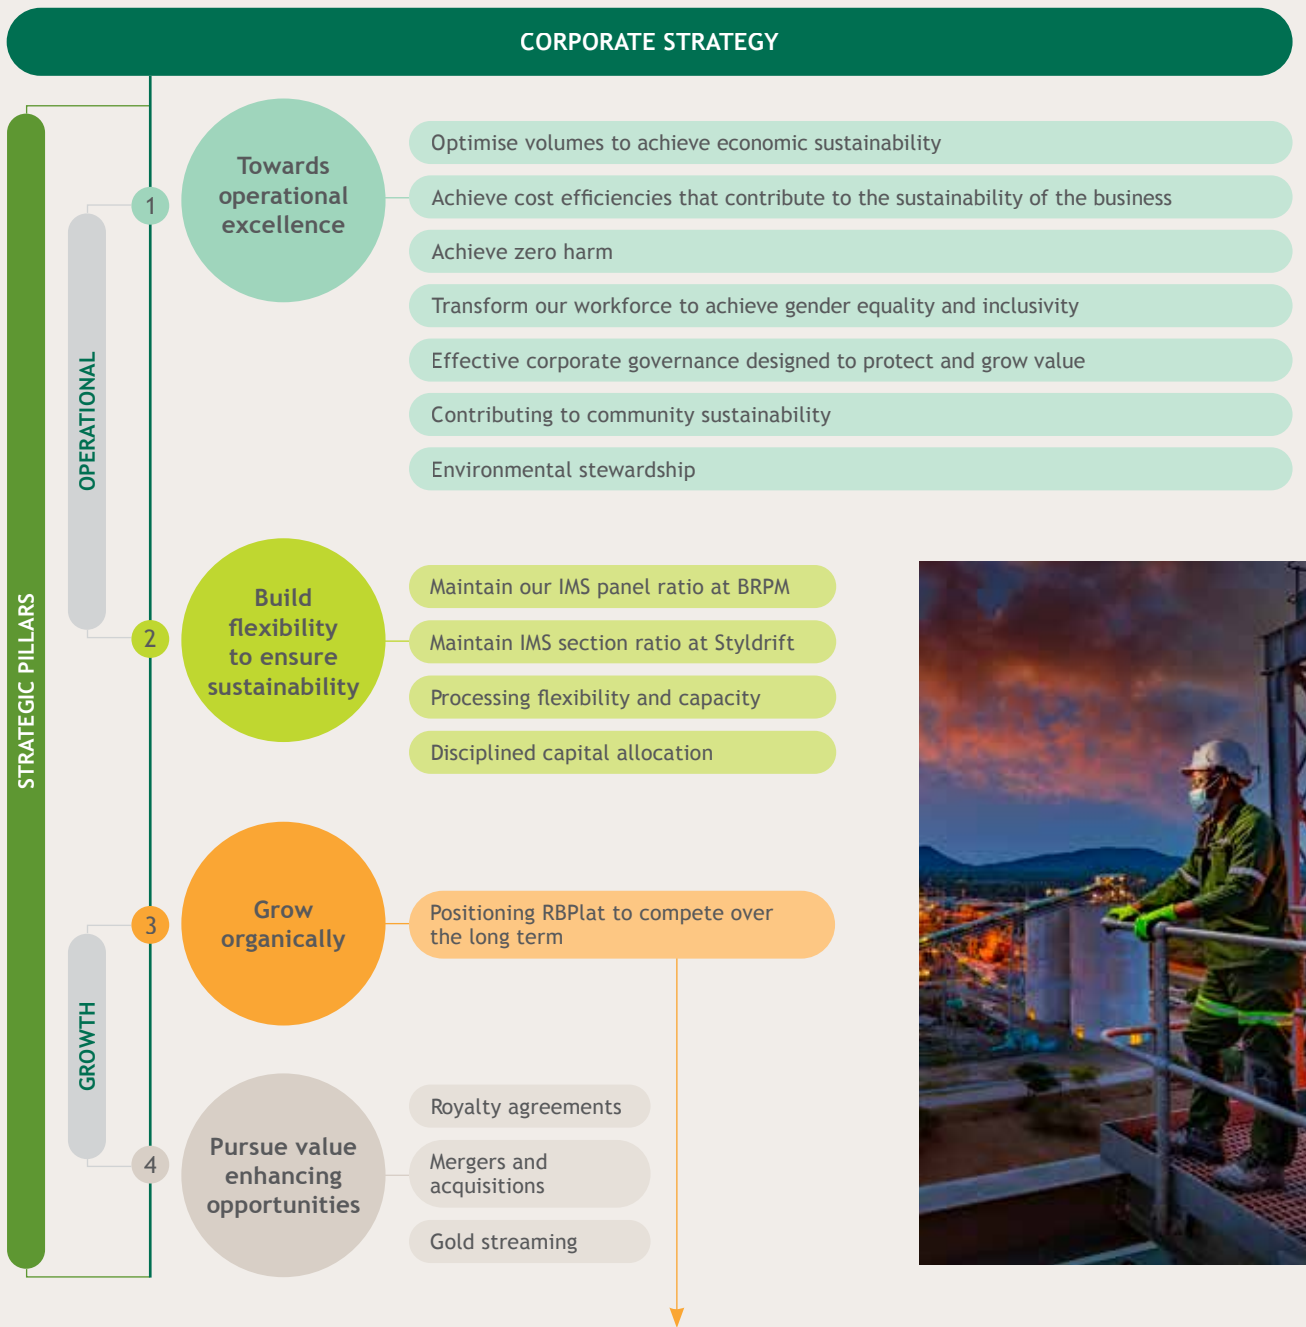 CORPORATE STRATEGY
STRATEGIC PILLARS
OPERATIONAL
1
Towards
operational
excellence
Optimise volumes to achieve economic sustainability
Achieve cost efficiencies that contribute to the sustainability of the business
Achieve zero harm
Transform our workforce to achieve gender equality and inclusivity
Effective corporate governance designed to protect and grow value
Contributing to community sustainability
Environmental stewardship
2
Build
flexibility
to ensure
sustainability
Maintain our IMS panel ratio at BRPM
Maintain IMS section ratio at Styldrift
Processing flexibility and capacity
Disciplined capital allocation
GROWTH
3
Grow
organically
Positioning RBPlat to compete over
the long term
4
Pursue value
enhancing
opportunities
Royalty agreements
Mergers and
acquisitions
Gold streaming